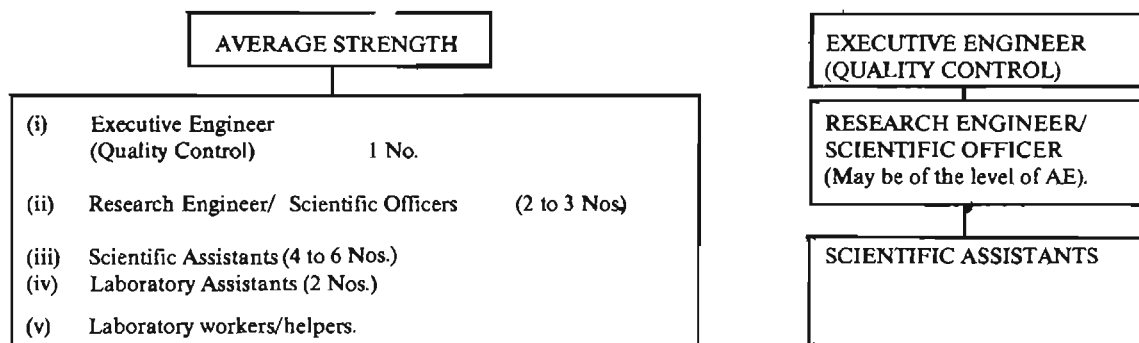 AVERAGE STRENGTH
(i) Executive Engineer
(Quality Control) 1 No.
(ii) Research Engineer/ Scientific Officers (2 to 3 Nos)
(iii) Scientific Assistants (4 to 6 Nos.)
(iv) Laboratory Assistants (2 Nos.)
(v) Laboratory workers/helpers.
EXECUTIVE ENGINEER
(QUALITY CONTROL)
RESEARCH ENGINEER/
SCIENTIFIC OFFICER
(May be of the level of AE).
SCIENTIFIC ASSISTANTS